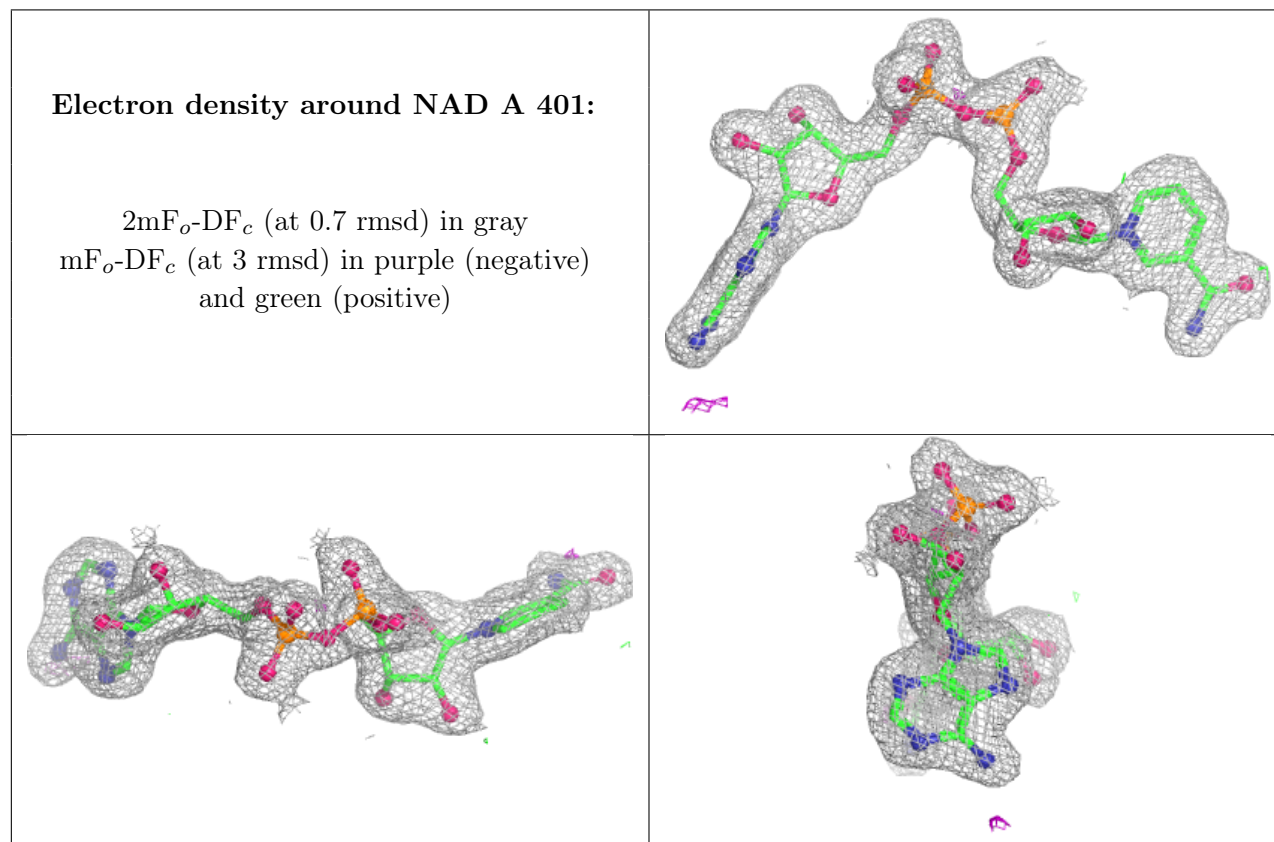 Electron density around NAD A 401:
2mFo-DFc (at 0.7 rmsd) in gray
mFo-DFc (at 3 rmsd) in purple (negative)
and green (positive)